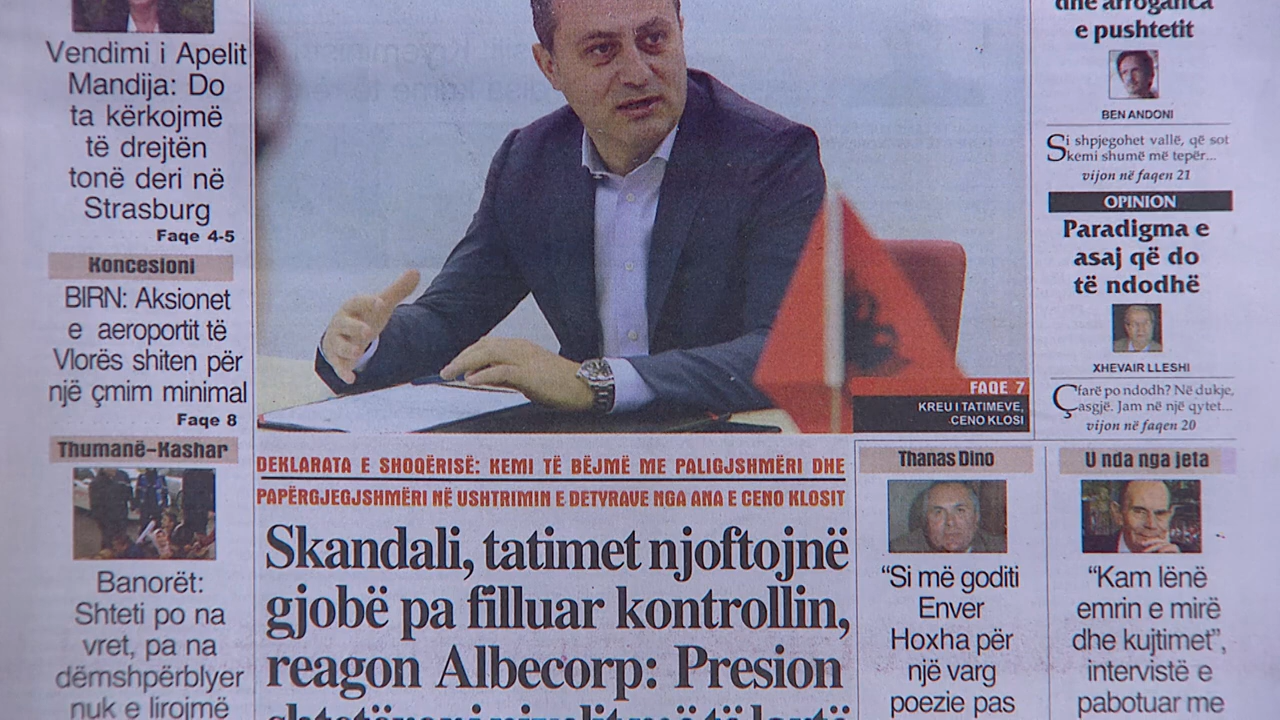 Vendimi i Apelit
Mandija: Do
ta kërkojmë
të drejtën
tonë deri në
Strasburg
Faqe 4-5
Koncesioni
BIRN: Aksionet
e aeroportit të
Vlorës shiten për
një çmim minimal
Faqe 8
Thumanë-Kashar
Banorët:
Shteti po na
vret, pa na
dëmshpërblyer
nuk e lirojmë
FAQE 7
KREU I TATIMEVE,
CENO KLOSI
DEKLARATA E SHOQËRISË: KEMI TË BËJMË ME PALIGJSHMËRI DHE
PAPËRGJEGJSHMËRI NË USHTRIMIN E DETYRAVE NGA ANA E CENO KLOSIT
Skandali, tatimet njoftojnë
gjobë pa filluar kontrollin,
reagon Albecorp: Presion
shtetëror i nivelit më të lartë
dhe arroganca
e pushtetit
BEN ANDONI
Si shpjegohet vallë, që sot
kemi shumë më tepër...
vijon në faqen 21
OPINION
Paradigma e
asaj që do
të ndodhë
XHEVAIR LLESHI
Çfarë po ndodh? Në dukje,
asgjë. Jam në një qytet...
vijon në faqen 20
Thanas Dino
“Si më goditi
Enver
Hoxha për
një varg
poezie pas
U nda nga jeta
“Kam lënë
emrin e mirë
dhe kujtimet”,
intervistë e
pabotuar me